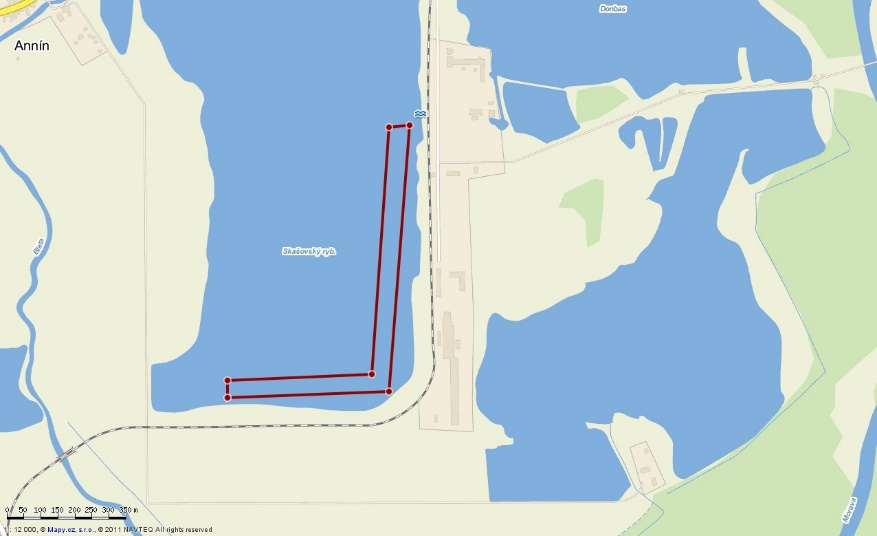 Donbas
Annín
Skašovský ryb.
Blata
Morava
0 50 100 150 200 250 300 350 m
1 : 12 000, © Mapy.cz, s.r.o., © 2011 NAVTEQ All rights reserved